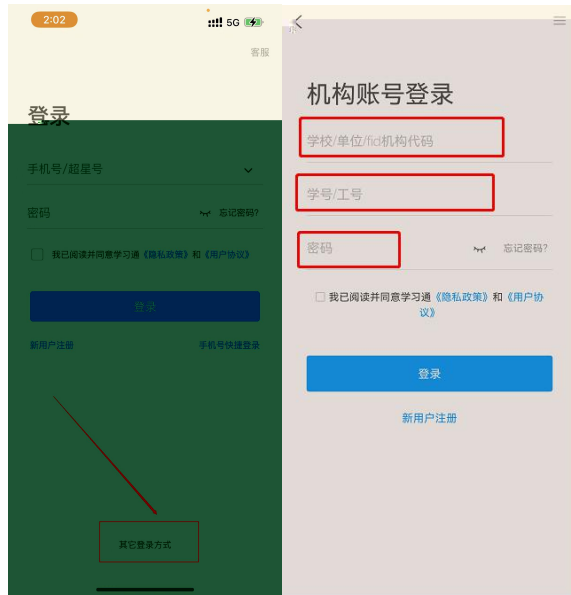 2:02
5G
客服
登录
手机号/超星号
密码
忘记密码?
我已阅读并同意学习通《隐私政策》和《用户协议》
登录
新用户注册
手机号快捷登录
其它登录方式
机构账号登录
学校/单位/fid机构代码
学号/工号
密码
忘记密码?
我已阅读并同意学习通《隐私政策》和《用户协
议》
登录
新用户注册